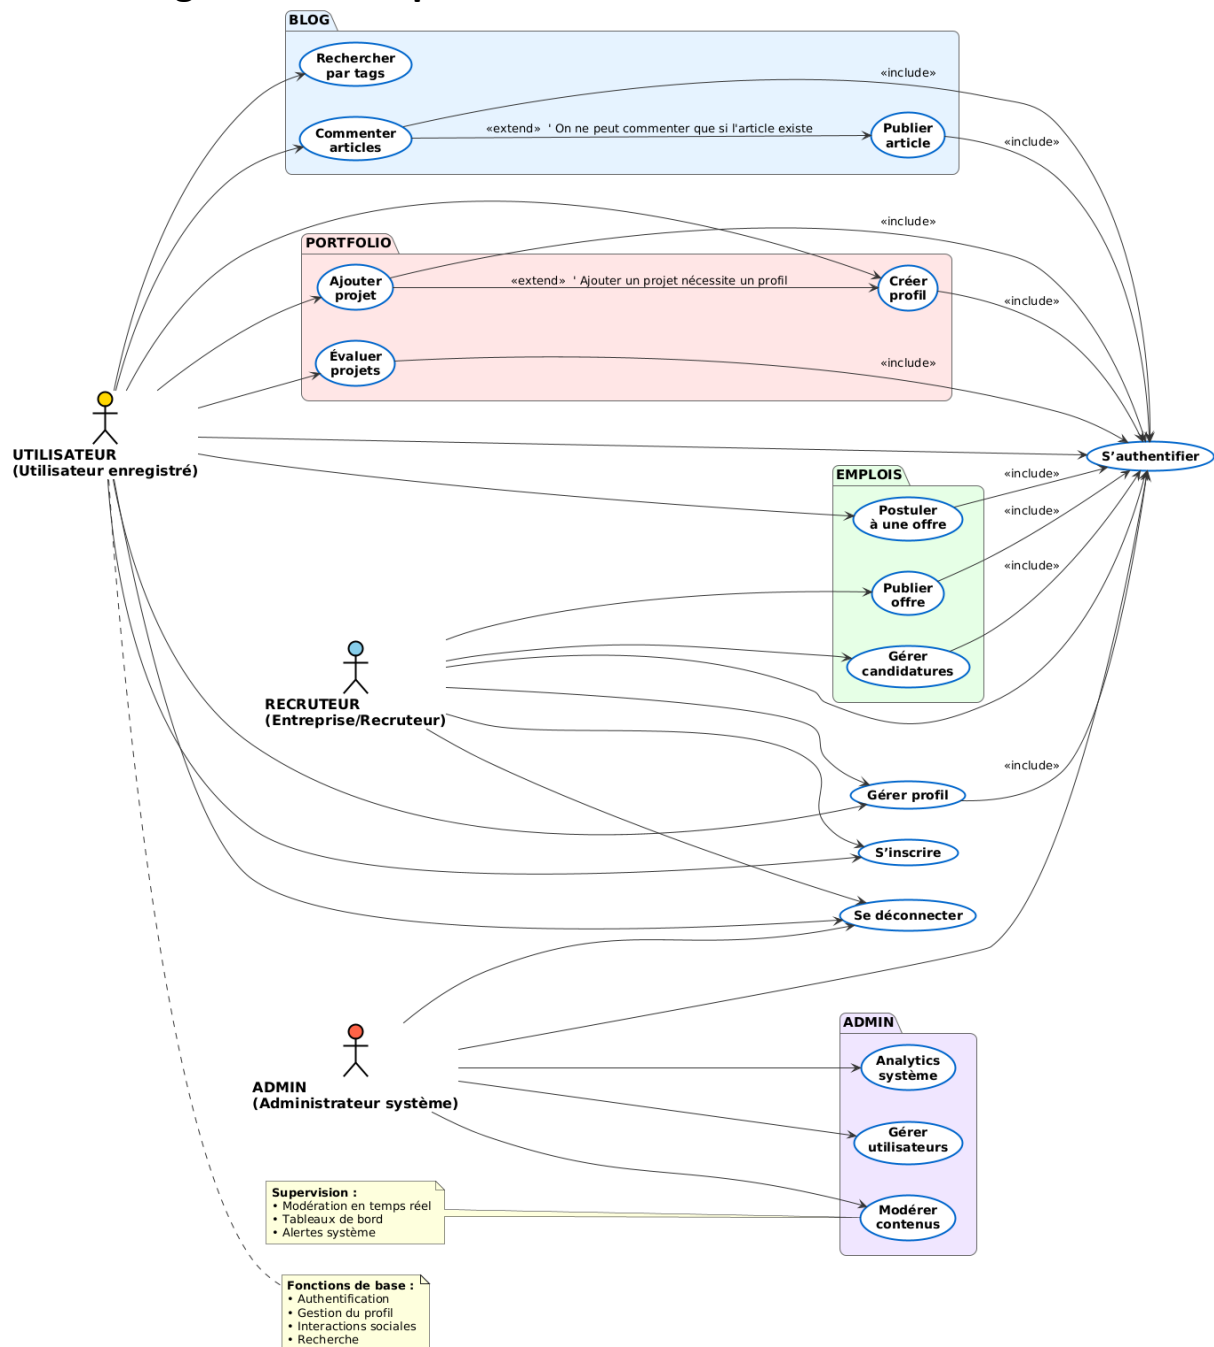 BLOG
Rechercher
par tags
«include»
Commenter
articles
«extend»  ' On ne peut commenter que si l'article existe
Publier
article
«include»
PORTFOLIO
«include»
Ajouter
projet
«extend»  ' Ajouter un projet nécessite un profil
Créer
profil
«include»
Évaluer
projets
«include»
UTILISATEUR
(Utilisateur enregistré)
S’authentifier
EMPLOIS
«include»
Postuler
à une offre
«include»
Publier
offre
«include»
Gérer
candidatures
RECRUTEUR
(Entreprise/Recruteur)
«include»
Gérer profil
S’inscrire
Se déconnecter
ADMIN
(Administrateur système)
ADMIN
Analytics
système
Gérer
utilisateurs
Modérer
contenus
Supervision :
• Modération en temps réel
• Tableaux de bord
• Alertes système
Fonctions de base :
• Authentification
• Gestion du profil
• Interactions sociales
• Recherche